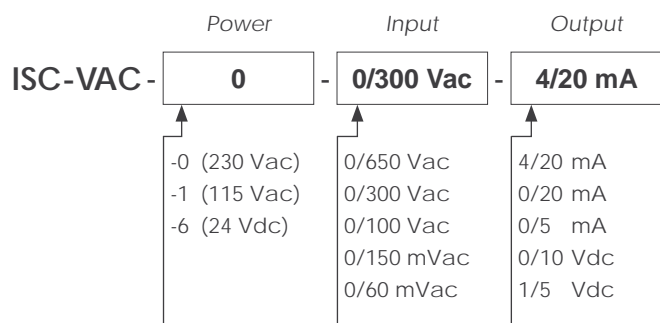 Power Input Output
ISC-VAC- 0 - 0/300 Vac - 4/20 mA
-0 (230 Vac) 0/650 Vac 4/20 mA
-1 (115 Vac) 0/300 Vac 0/20 mA
-6 (24 Vdc) 0/100 Vac 0/5 mA
0/150 mVac 0/10 Vdc
0/60 mVac 1/5 Vdc